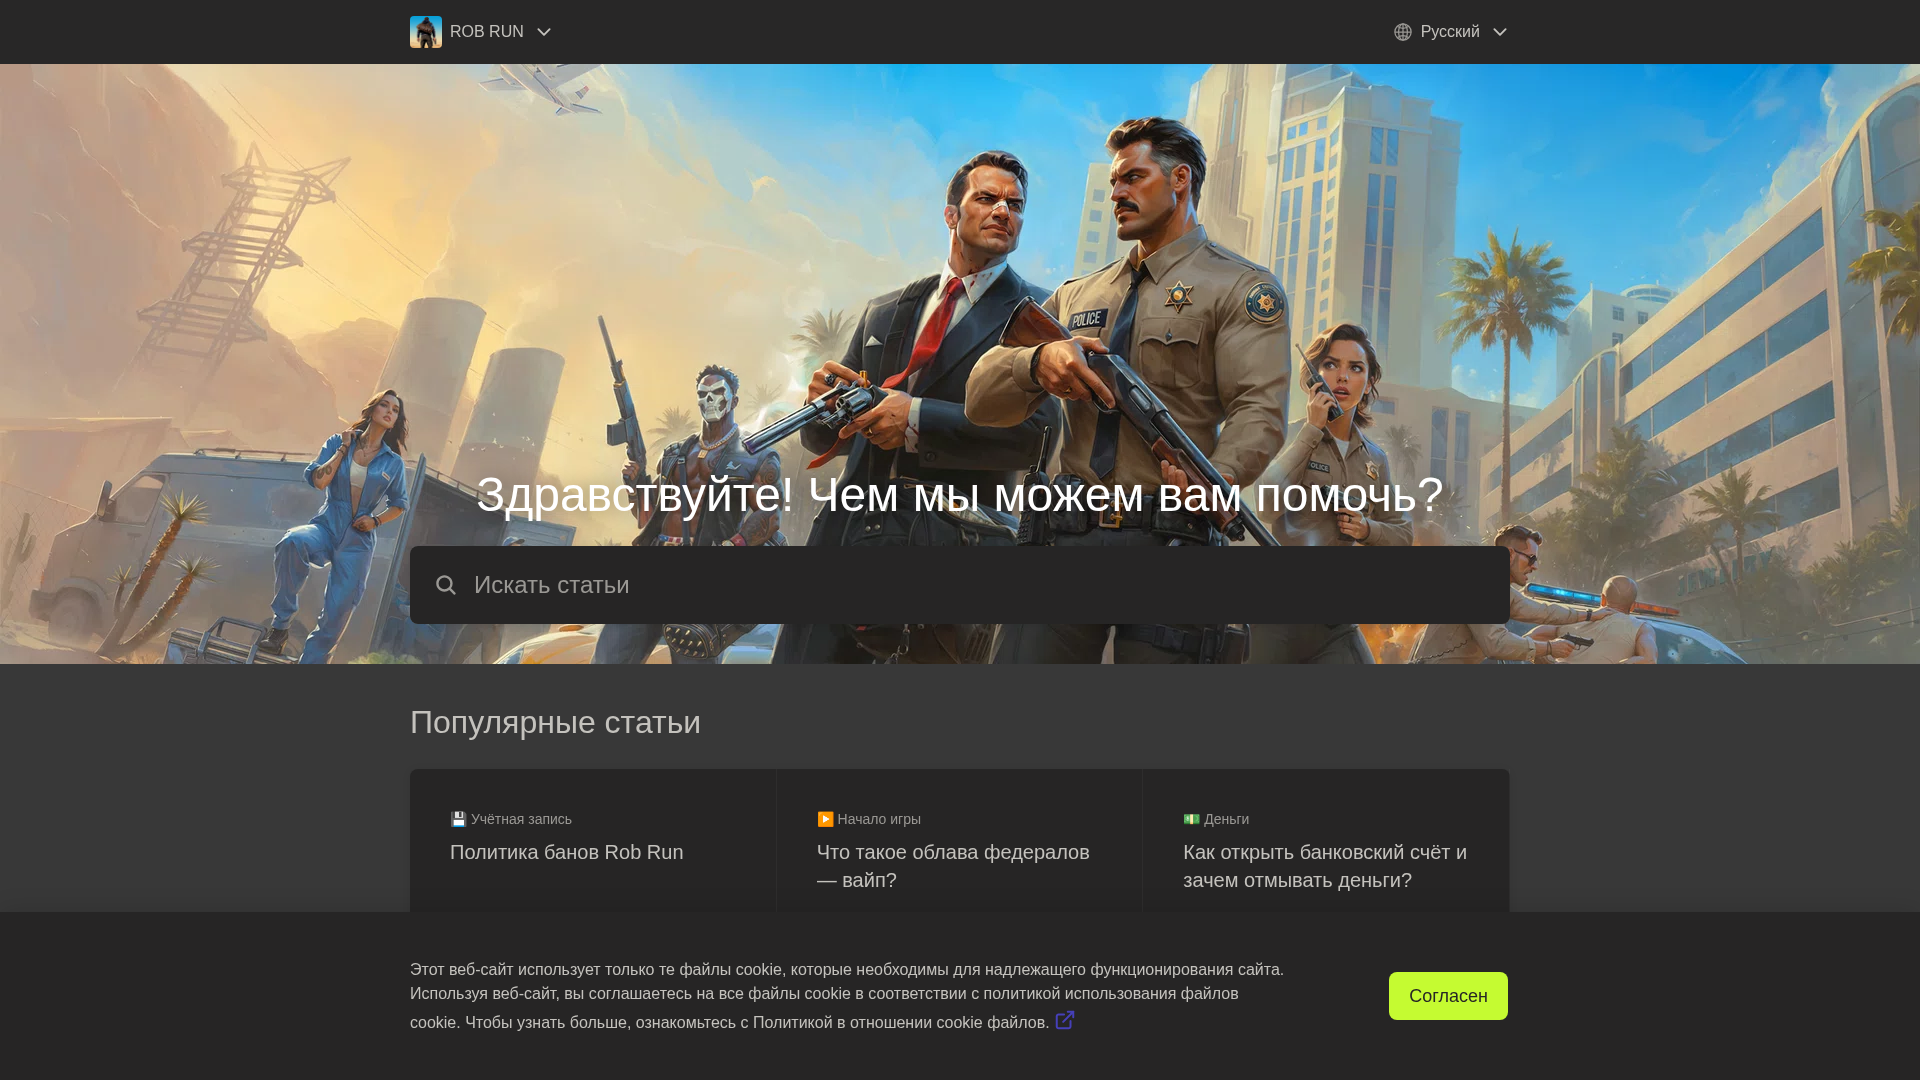 ROB RUN
Русский
POLICE
POLICE
Здравствуйте! Чем мы можем вам помочь?
Искать статьи
Популярные статьи
💾 Учётная запись
Политика банов Rob Run
▶️ Начало игры
Что такое облава федералов
— вайп?
💵 Деньги
Как открыть банковский счёт и
зачем отмывать деньги?
Этот веб-сайт использует только те файлы cookie, которые необходимы для надлежащего функционирования сайта.
Используя веб-сайт, вы соглашаетесь на все файлы cookie в соответствии с политикой использования файлов
cookie. Чтобы узнать больше, ознакомьтесь с Политикой в отношении cookie файлов.
Согласен